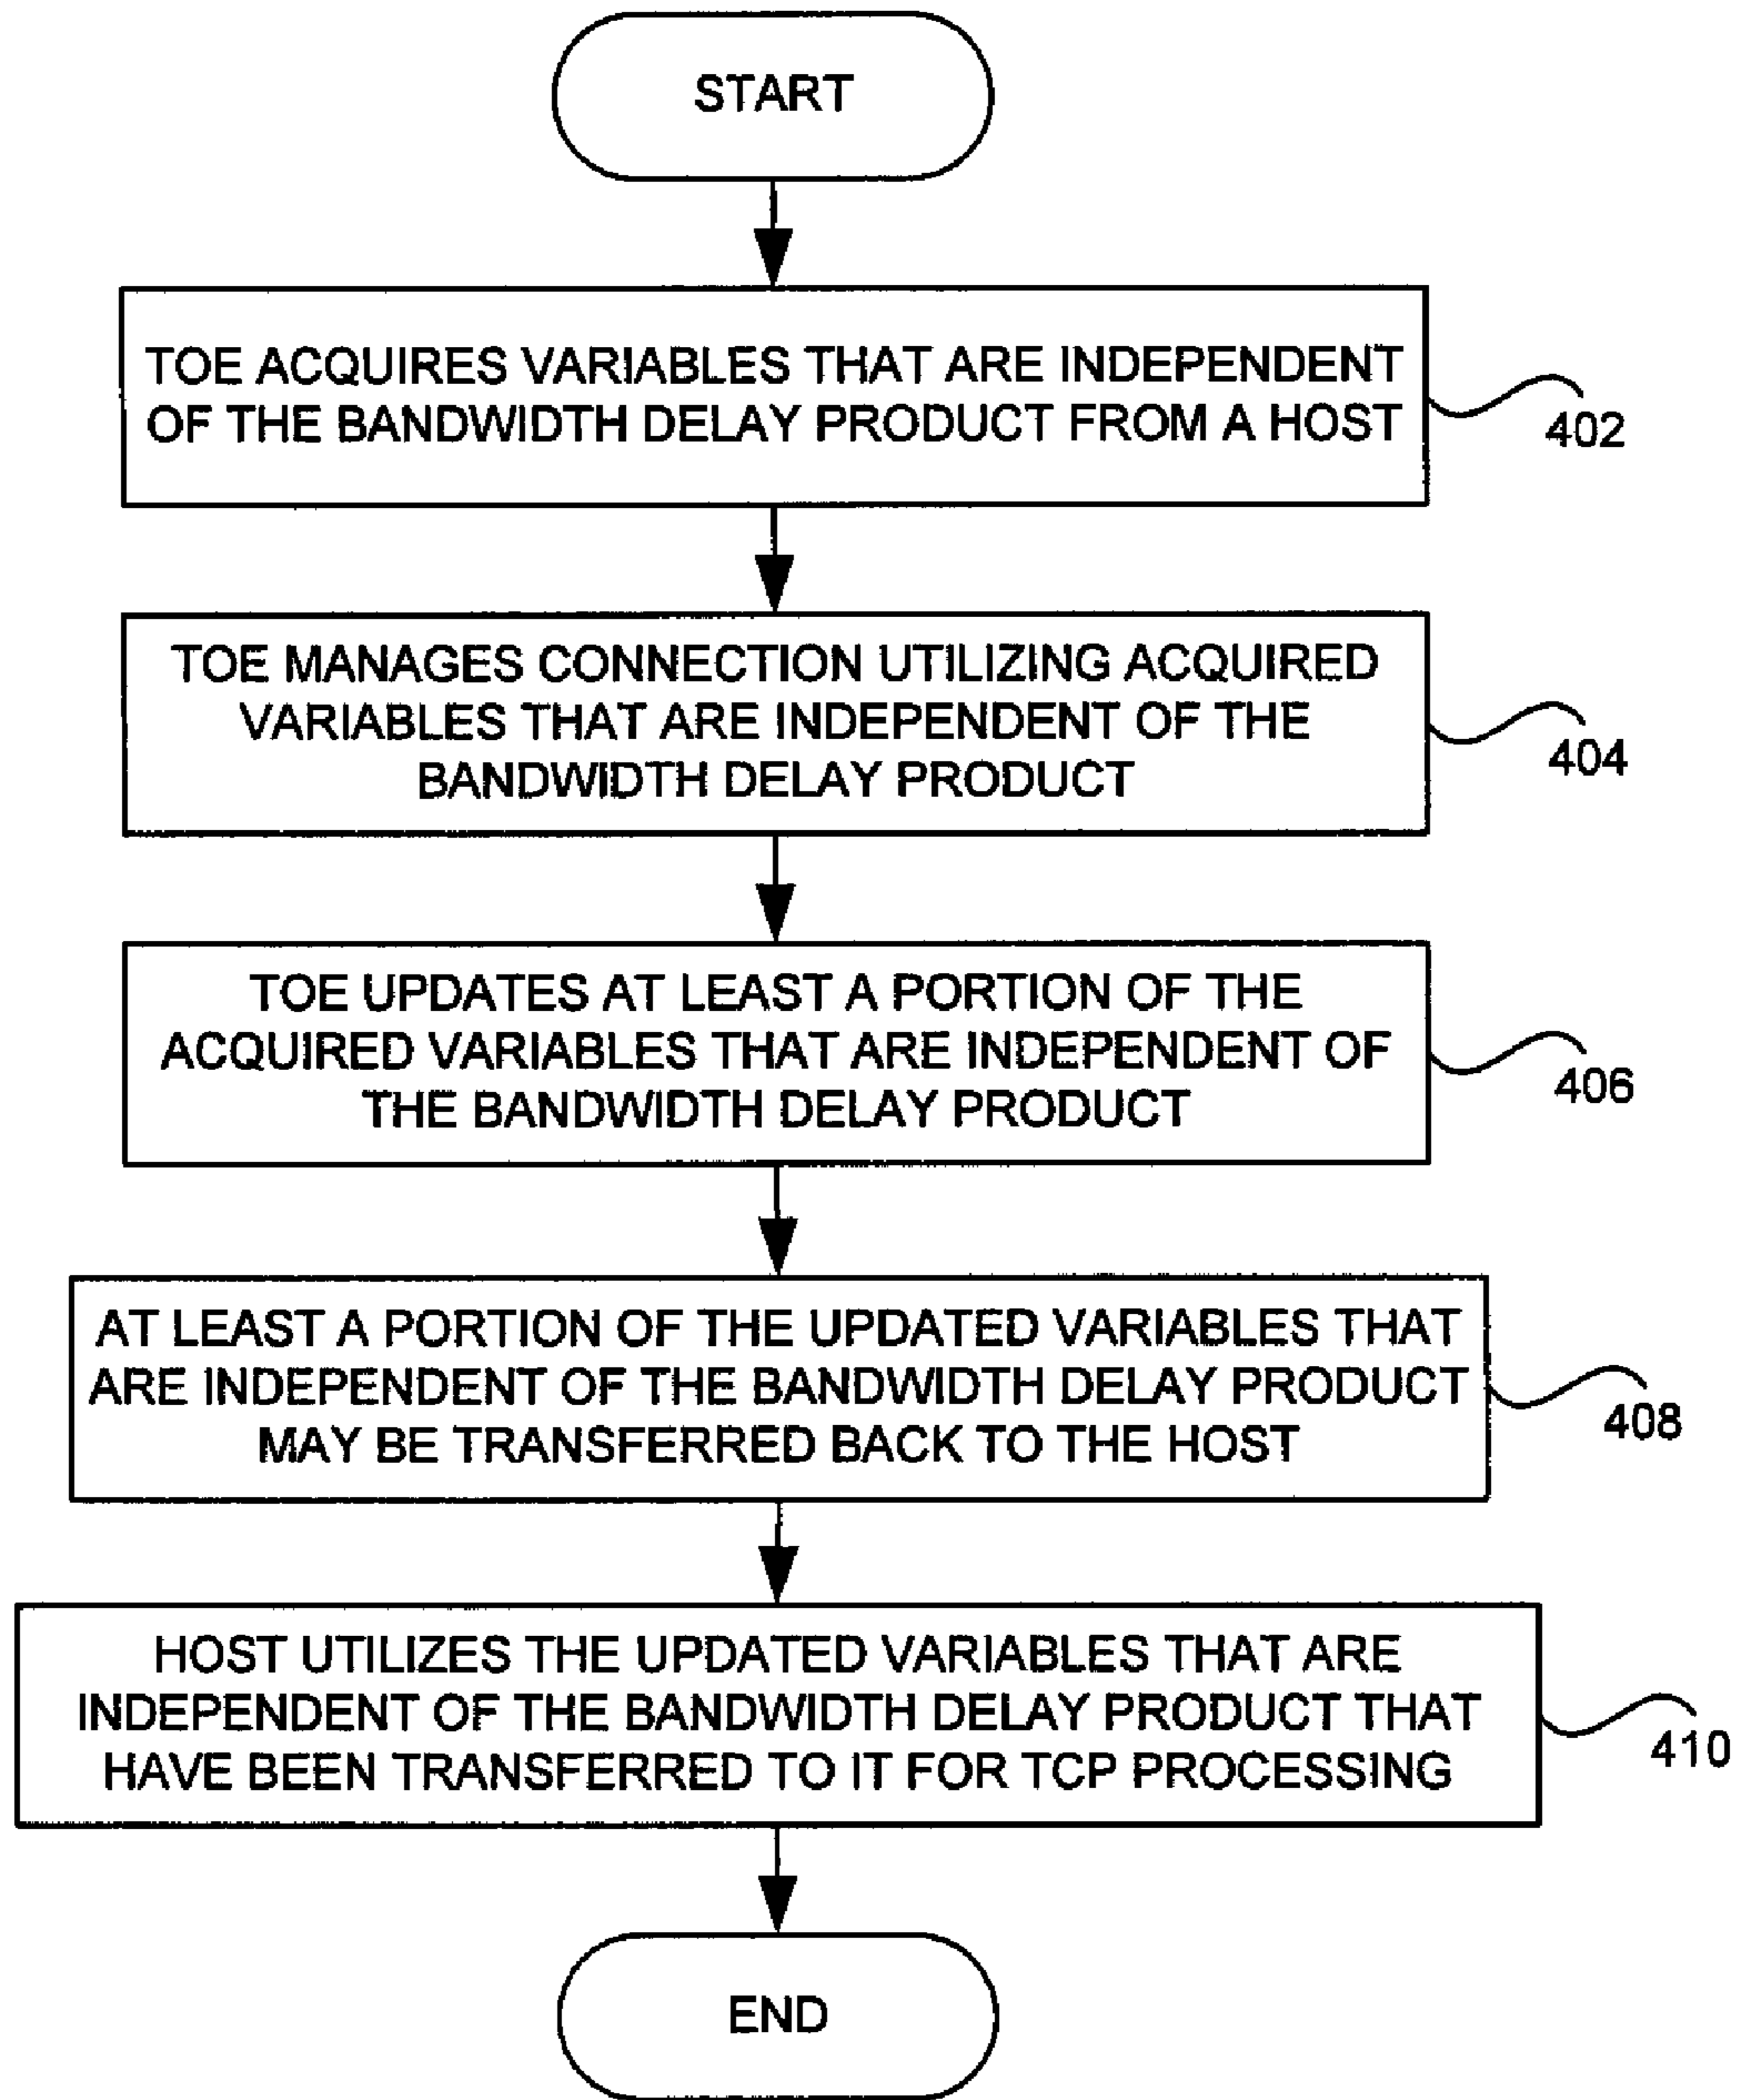 START
TOE ACQUIRES VARIABLES THAT ARE INDEPENDENT
OF THE BANDWIDTH DELAY PRODUCT FROM A HOST
402
TOE MANAGES CONNECTION UTILIZING ACQUIRED
VARIABLES THAT ARE INDEPENDENT OF THE
BANDWIDTH DELAY PRODUCT
404
TOE UPDATES AT LEAST A PORTION OF THE
ACQUIRED VARIABLES THAT ARE INDEPENDENT OF
THE BANDWIDTH DELAY PRODUCT
406
AT LEAST A PORTION OF THE UPDATED VARIABLES THAT
ARE INDEPENDENT OF THE BANDWIDTH DELAY PRODUCT
MAY BE TRANSFERRED BACK TO THE HOST
408
HOST UTILIZES THE UPDATED VARIABLES THAT ARE
INDEPENDENT OF THE BANDWIDTH DELAY PRODUCT THAT
HAVE BEEN TRANSFERRED TO IT FOR TCP PROCESSING
410
END